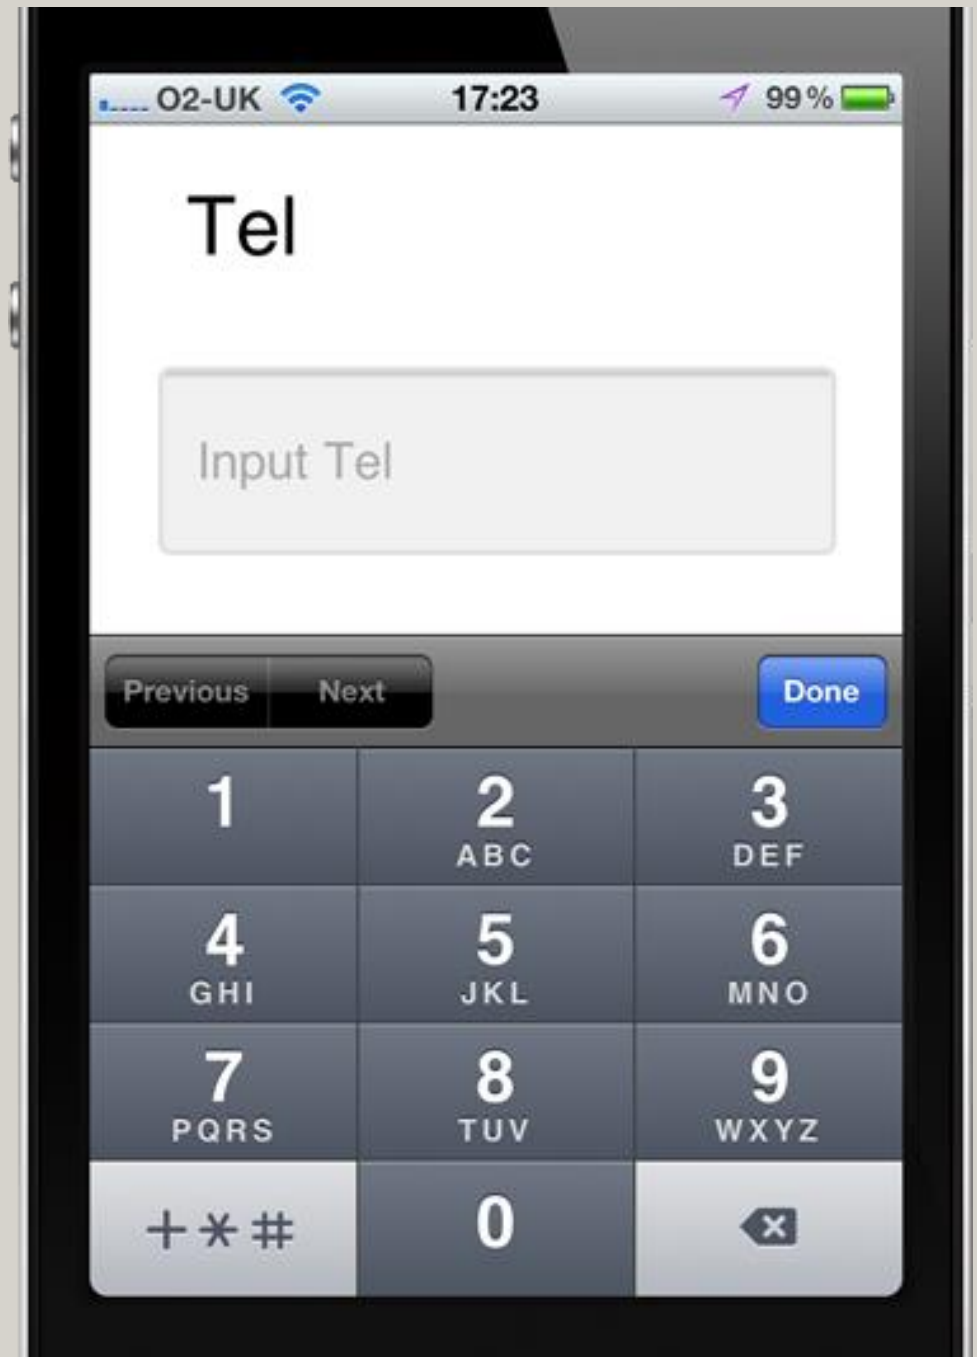 O2-UK 17:23 99%
Tel
Input Tel
Previous Next Done
1 2 3
ABC DEF
4 5 6
GHI JKL MNO
7 8 9
PQRS TUV WXYZ
+*# 0